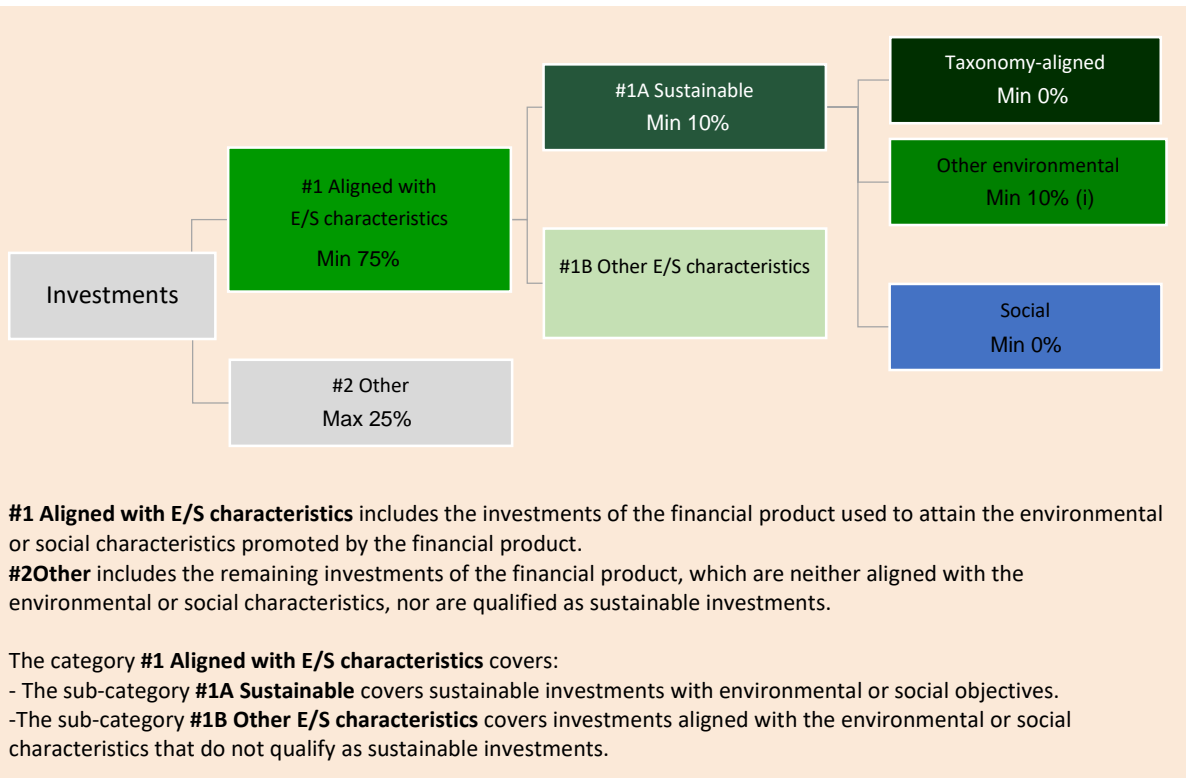 Investments
#1 Aligned with
E/S characteristics
Min 75%
#2 Other
Max 25%
#1A Sustainable
Min 10%
#1B Other E/S characteristics
Taxonomy-aligned
Min 0%
Other environmental
Min 10% (i)
Social
Min 0%
#1 Aligned with E/S characteristics includes the investments of the financial product used to attain the environmental
or social characteristics promoted by the financial product.
#2Other includes the remaining investments of the financial product, which are neither aligned with the
environmental or social characteristics, nor are qualified as sustainable investments.
The category #1 Aligned with E/S characteristics covers:
- The sub-category #1A Sustainable covers sustainable investments with environmental or social objectives.
-The sub-category #1B Other E/S characteristics covers investments aligned with the environmental or social
characteristics that do not qualify as sustainable investments.